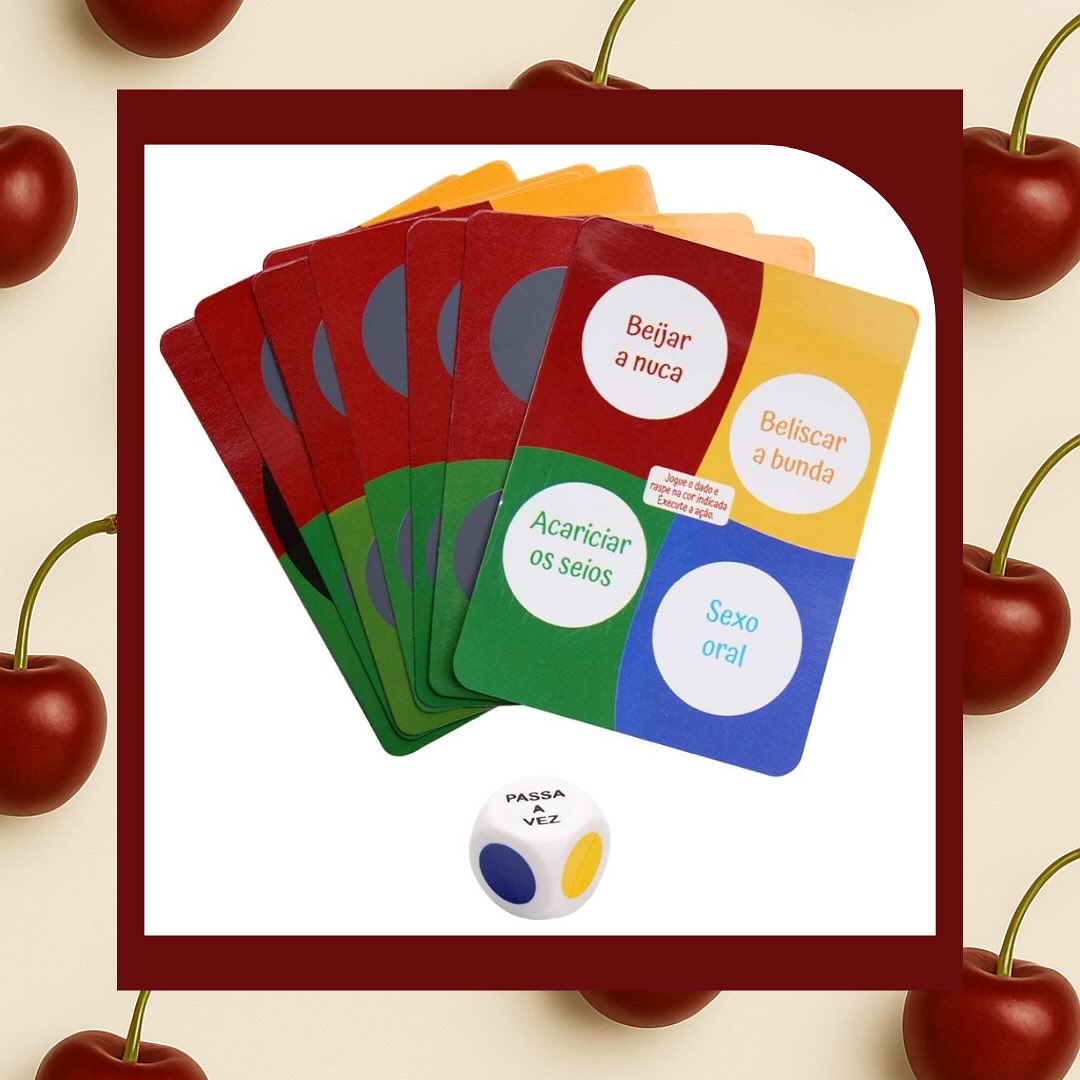 Beijar
a nuca
Beliscar
a bunda
Jogue o dado e
raspe na cor indicada
Execute a ação.
Acariciar
os seios
Sexo
oral
PASSA
A
VEZ